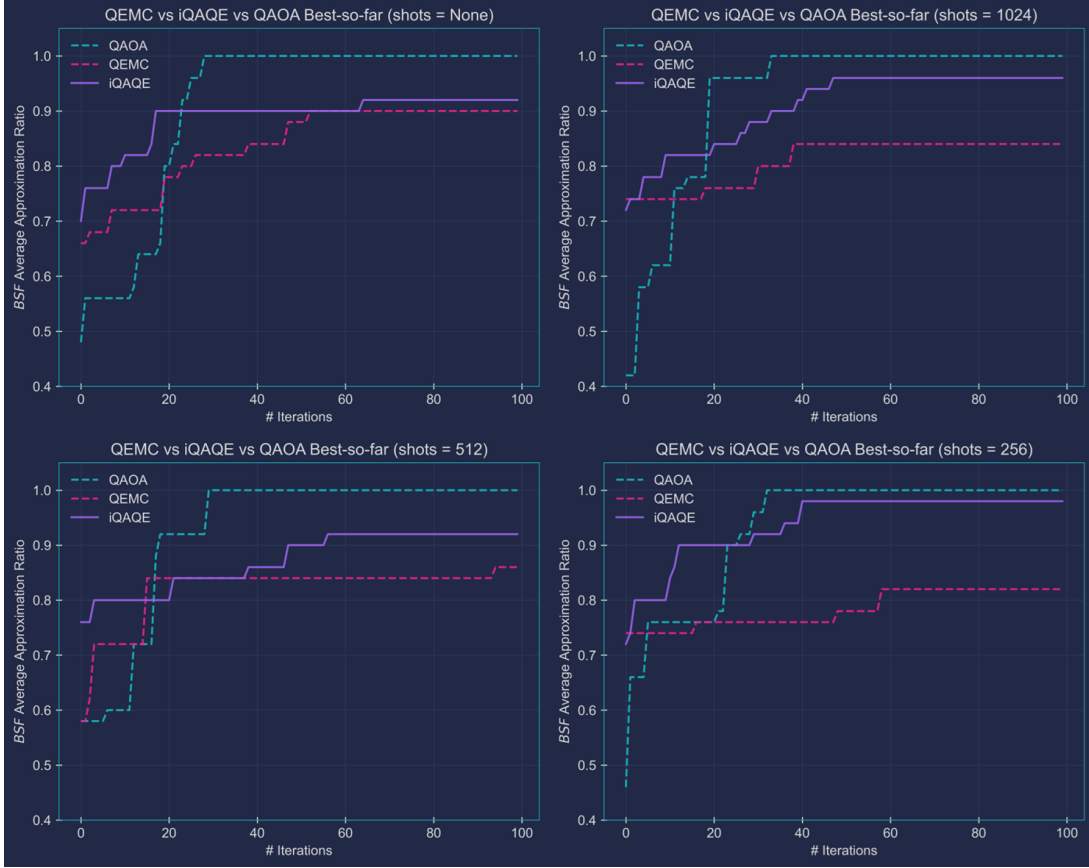 QEMC vs iQAQE vs QAOA Best-so-far (shots = None)
QAOA
QEMC
iQAQE
BSF Average Approximation Ratio
1.0
0.9
0.8
0.7
0.6
0.5
0.4
0 20 40 60 80 100
# Iterations
QEMC vs iQAQE vs QAOA Best-so-far (shots = 1024)
QAOA
QEMC
iQAQE
BSF Average Approximation Ratio
1.0
0.9
0.8
0.7
0.6
0.5
0.4
0 20 40 60 80 100
# Iterations
QEMC vs iQAQE vs QAOA Best-so-far (shots = 512)
QAOA
QEMC
iQAQE
BSF Average Approximation Ratio
1.0
0.9
0.8
0.7
0.6
0.5
0.4
0 20 40 60 80 100
# Iterations
QEMC vs iQAQE vs QAOA Best-so-far (shots = 256)
QAOA
QEMC
iQAQE
BSF Average Approximation Ratio
1.0
0.9
0.8
0.7
0.6
0.5
0.4
0 20 40 60 80 100
# Iterations